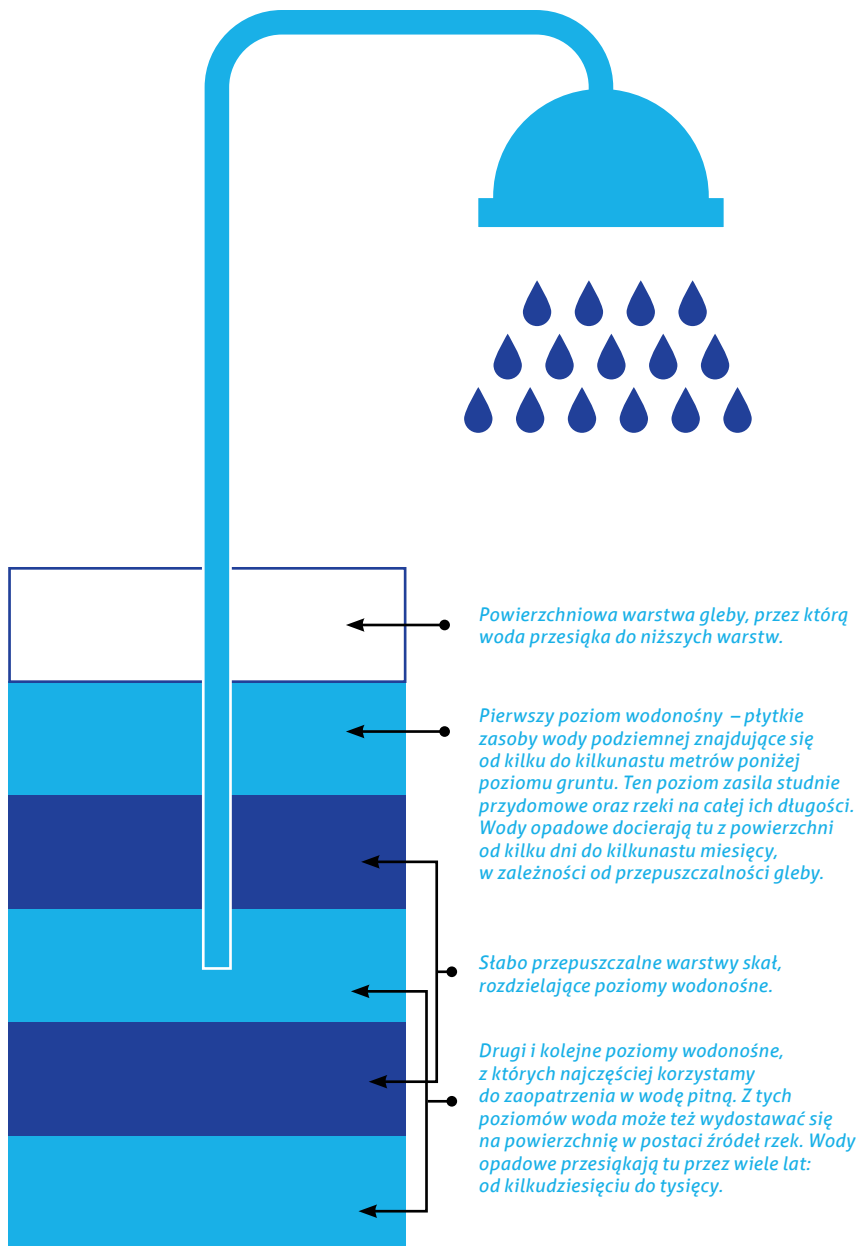 Powierzchniowa warstwa gleby, przez którą
woda przesiąka do niższych warstw.
Pierwszy poziom wodonośny – płytkie
zasoby wody podziemnej znajdujące się
od kilku do kilkunastu metrów poniżej
poziomu gruntu. Ten poziom zasila studnie
przydomowe oraz rzeki na całej ich długości.
Wody opadowe docierają tu z powierzchni
od kilku dni do kilkunastu miesięcy,
w zależności od przepuszczalności gleby.
Słabo przepuszczalne warstwy skał,
rozdzielające poziomy wodonośne.
Drugi i kolejne poziomy wodonośne,
z których najczęściej korzystamy
do zaopatrzenia w wodę pitną. Z tych
poziomów woda może też wydostawać się
na powierzchnię w postaci źródeł rzek. Wody
opadowe przesiąkają tu przez wiele lat:
od kilkudziesięciu do tysięcy.